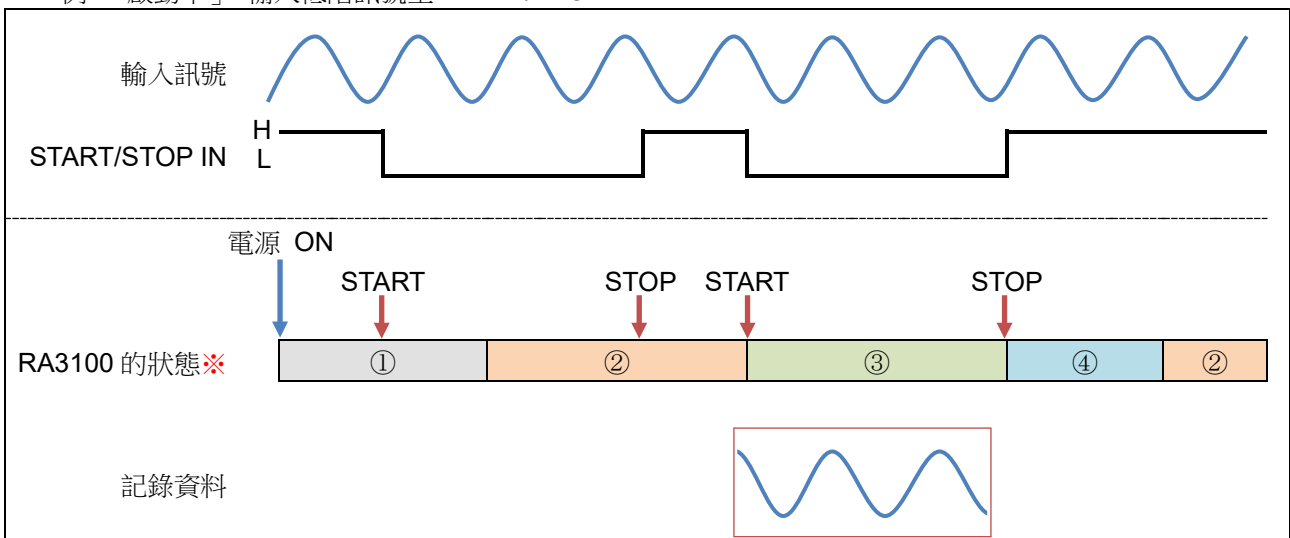 輸入訊號
H
START/STOP IN L
電源 ON
START STOP START STOP
RA3100 的狀態※ ① ② ③ ④ ②
記錄資料